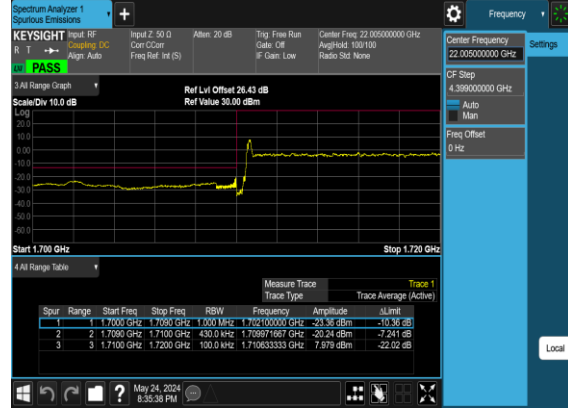 Spectrum Analyzer 1
Spurious Emissions
Frequency
KEYSIGHT Input: RF Input Z: 50 Ω Atten: 20 dB Trig: Free Run Center Freq: 22.005000000 GHz
R T Coupling: DC Corr CCorr Gate: Off Avg|Hold: 100/100
Align: Auto Freq Ref: Int (S) IF Gain: Low Radio Std: None
PASS
Center Frequency
22.005000000 GHz
Settings
CF Step
4.399000000 GHz
Auto
Man
Freq Offset
0 Hz
3 All Range Graph
Ref Lvl Offset 26.43 dB
Scale/Div 10.0 dB Ref Value 30.00 dBm
Log
20.0
10.0
0.00
-10.0
-20.0
-30.0
-40.0
-50.0
-60.0
Start 1.700 GHz Stop 1.720 GHz
4 All Range Table
Measure Trace Trace 1
Trace Type Trace Average (Active)
Spur Range Start Freq Stop Freq RBW Frequency Amplitude ΔLimit
1 1 1.7000 GHz 1.7090 GHz 1.000 MHz 1.702100000 GHz -23.36 dBm -10.36 dB
2 2 1.7090 GHz 1.7100 GHz 430.0 kHz 1.709971667 GHz -20.24 dBm -7.241 dB
3 3 1.7100 GHz 1.7200 GHz 100.0 kHz 1.710633333 GHz 7.979 dBm -22.02 dB
Local
May 24, 2024
8:35:38 PM